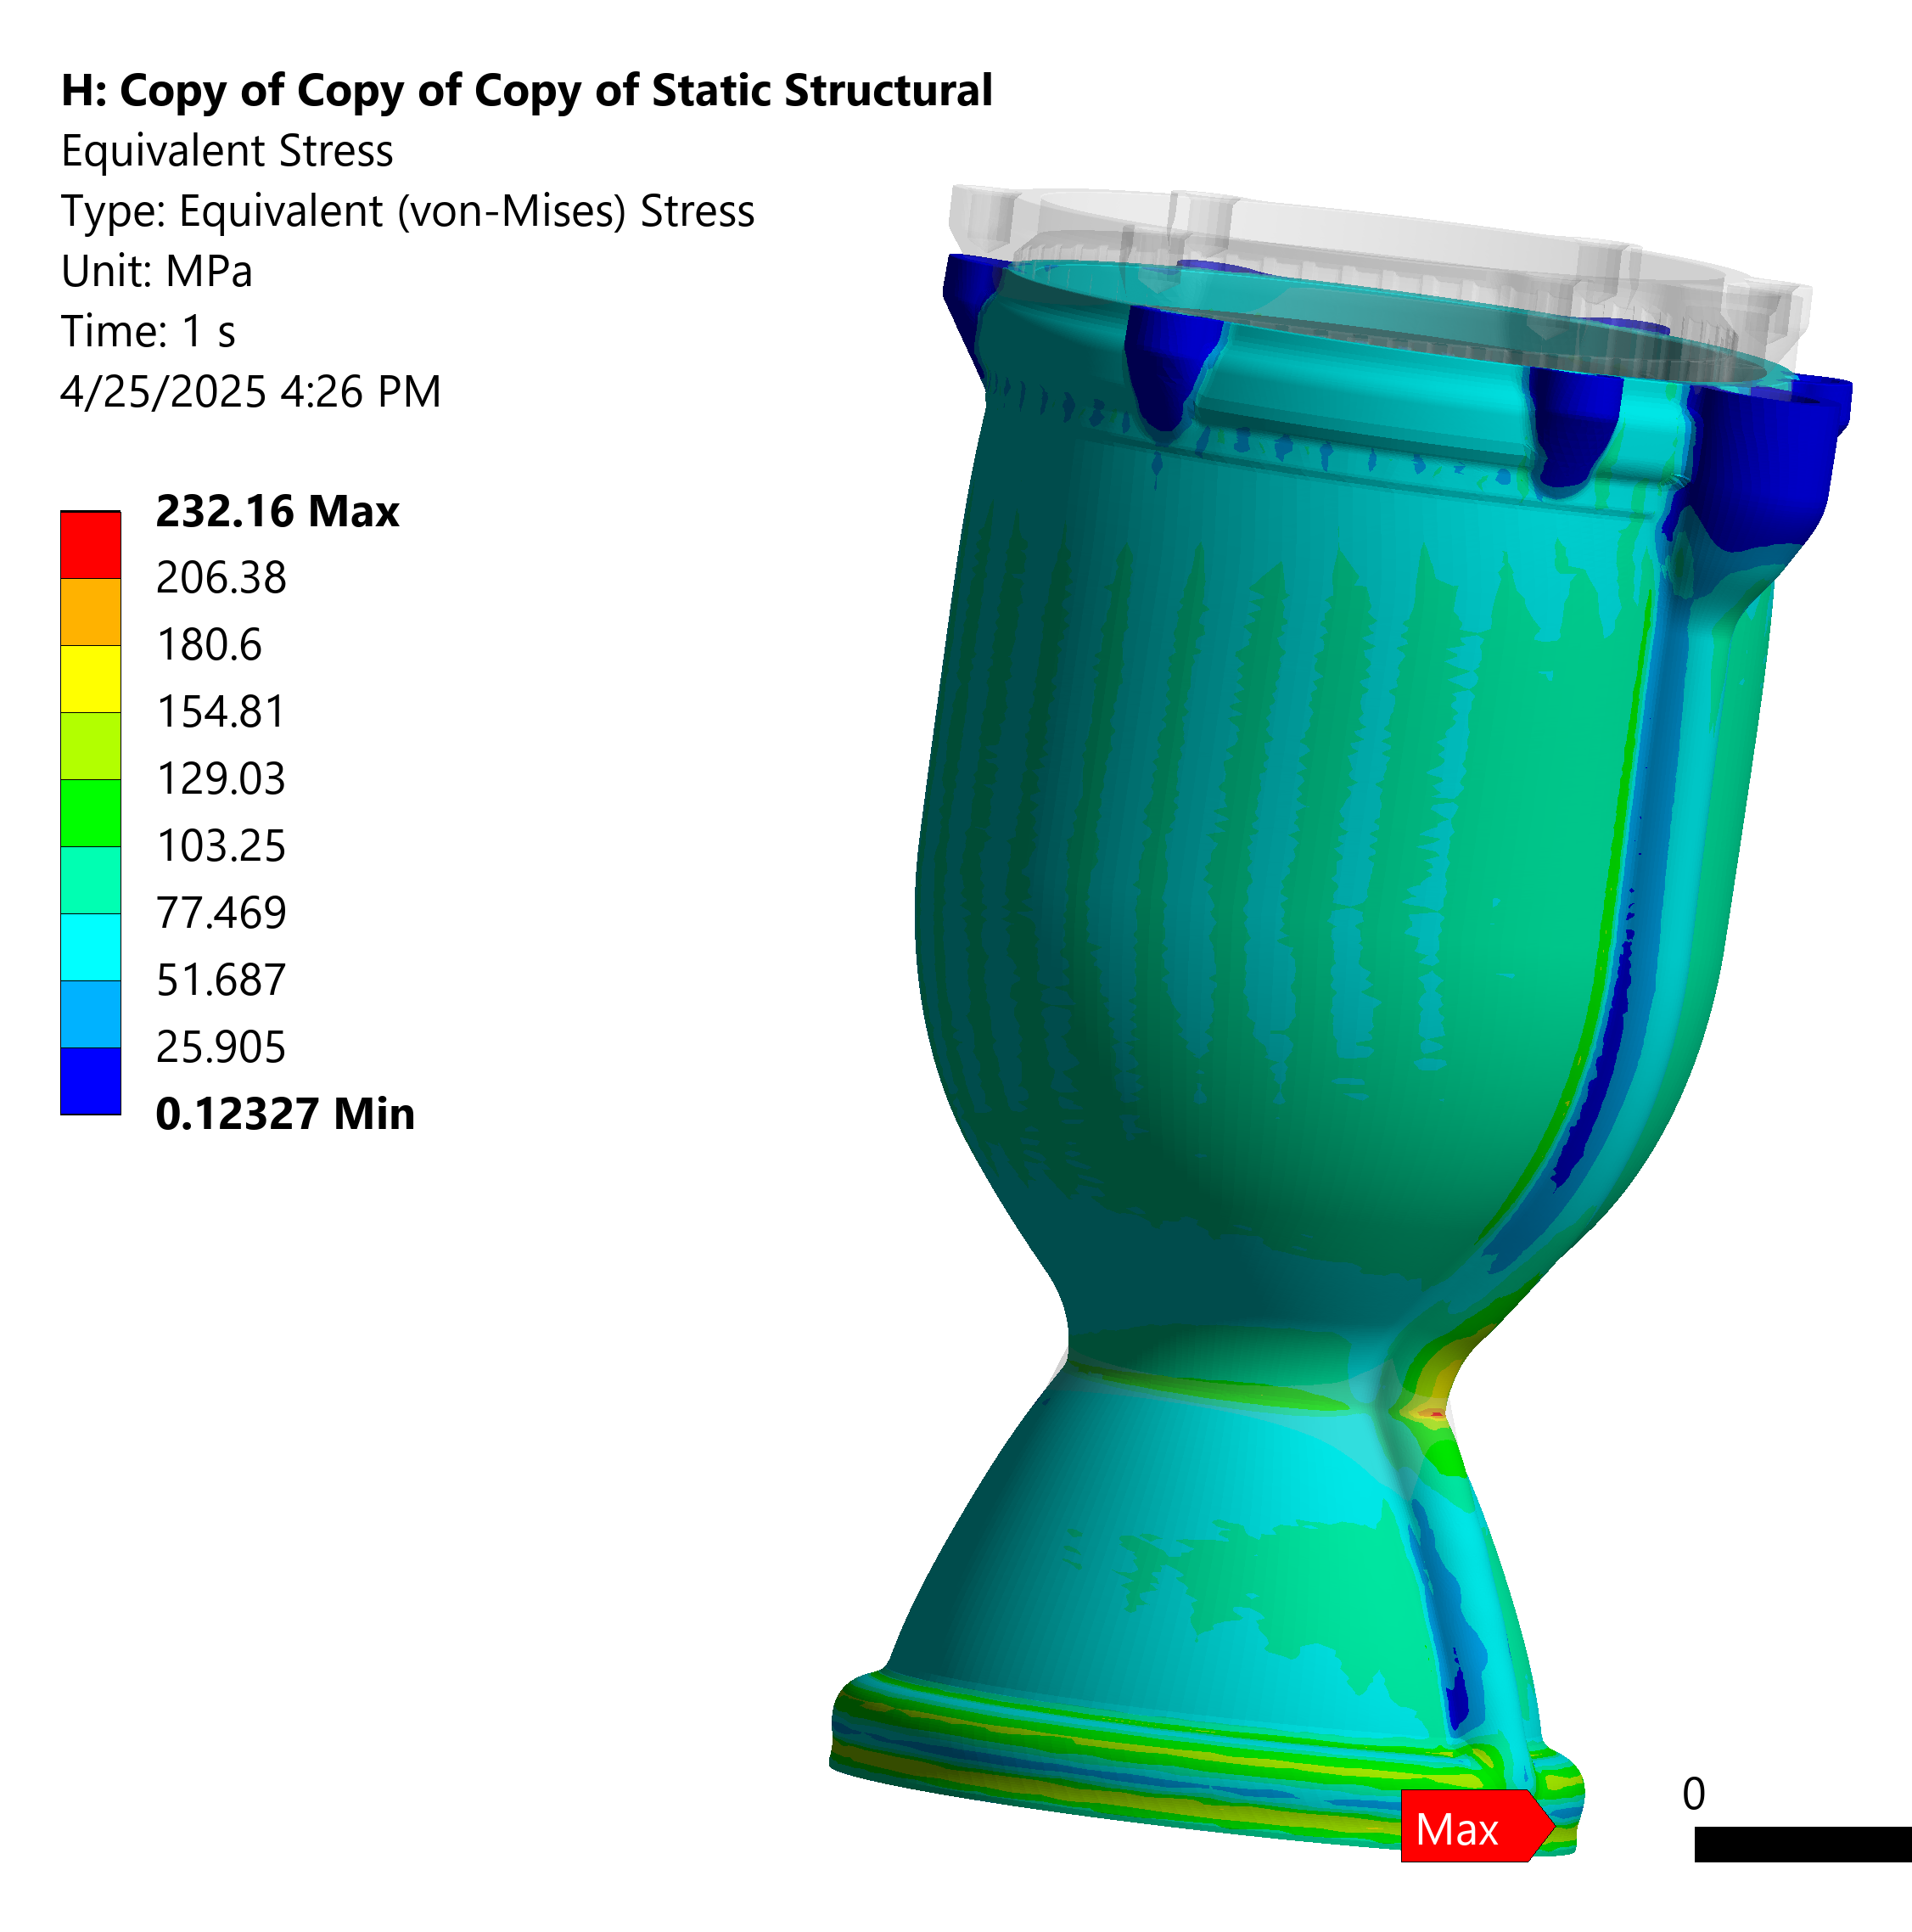 H: Copy of Copy of Copy of Static Structural
Equivalent Stress
Type: Equivalent (von-Mises) Stress
Unit: MPa
Time: 1 s
4/25/2025 4:26 PM
232.16 Max
206.38
180.6
154.81
129.03
103.25
77.469
51.687
25.905
0.12327 Min
0
Max